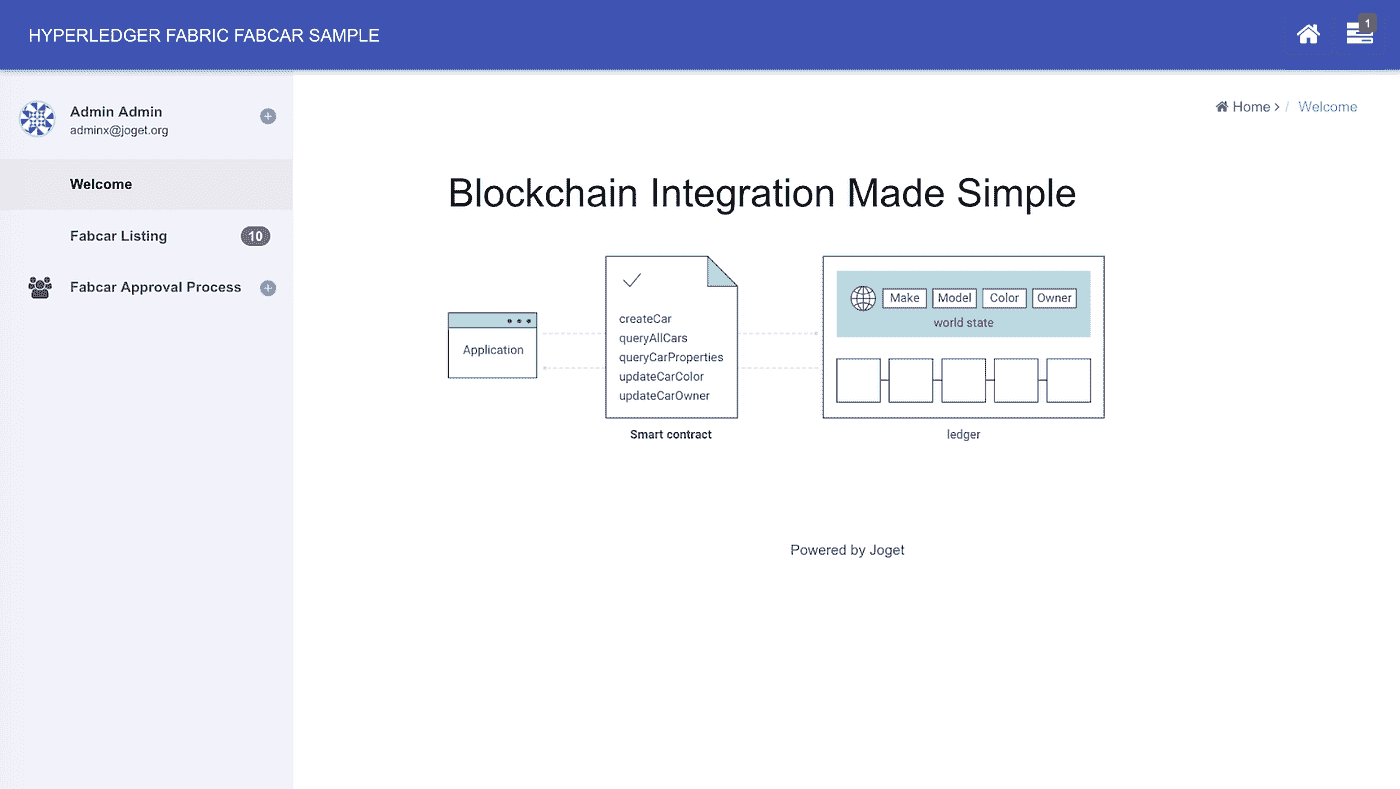 HYPERLEDGER FABRIC FABCAR SAMPLE
1
Admin Admin
adminx@joget.org
Welcome
Fabcar Listing
10
Fabcar Approval Process
Home > / Welcome
Blockchain Integration Made Simple
Application
createCar
queryAllCars
queryCarProperties
updateCarColor
updateCarOwner
Smart contract
Make Model Color Owner
world state
ledger
Powered by Joget